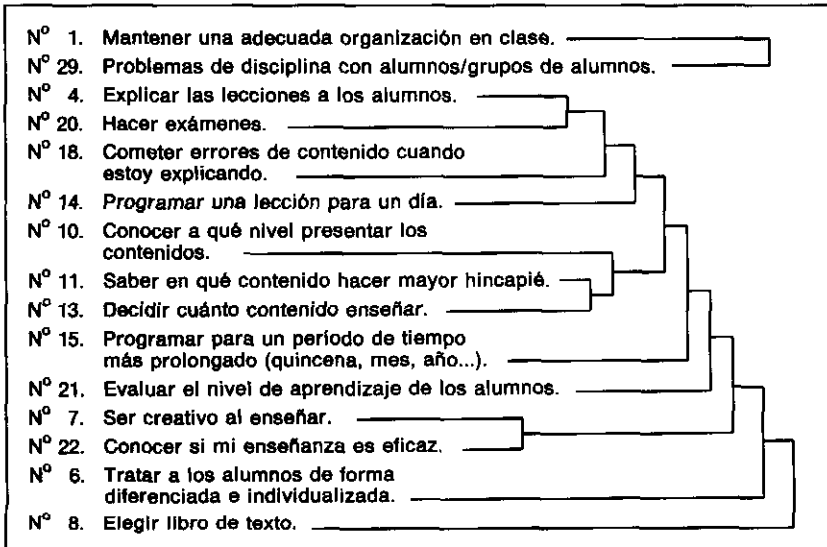 Nº 1. Mantener una adecuada organización en clase.
Nº 29. Problemas de disciplina con alumnos/grupos de alumnos.
Nº 4. Explicar las lecciones a los alumnos.
Nº 20. Hacer exámenes.
Nº 18. Cometer errores de contenido cuando
estoy explicando.
Nº 14. Programar una lección para un día.
Nº 10. Conocer a qué nivel presentar los
contenidos.
Nº 11. Saber en qué contenido hacer mayor hincapié.
Nº 13. Decidir cuánto contenido enseñar.
Nº 15. Programar para un período de tiempo
más prolongado (quincena, mes, año...).
Nº 21. Evaluar el nivel de aprendizaje de los alumnos.
Nº 7. Ser creativo al enseñar.
Nº 22. Conocer si mi enseñanza es eficaz.
Nº 6. Tratar a los alumnos de forma
diferenciada e individualizada.
Nº 8. Elegir libro de texto.